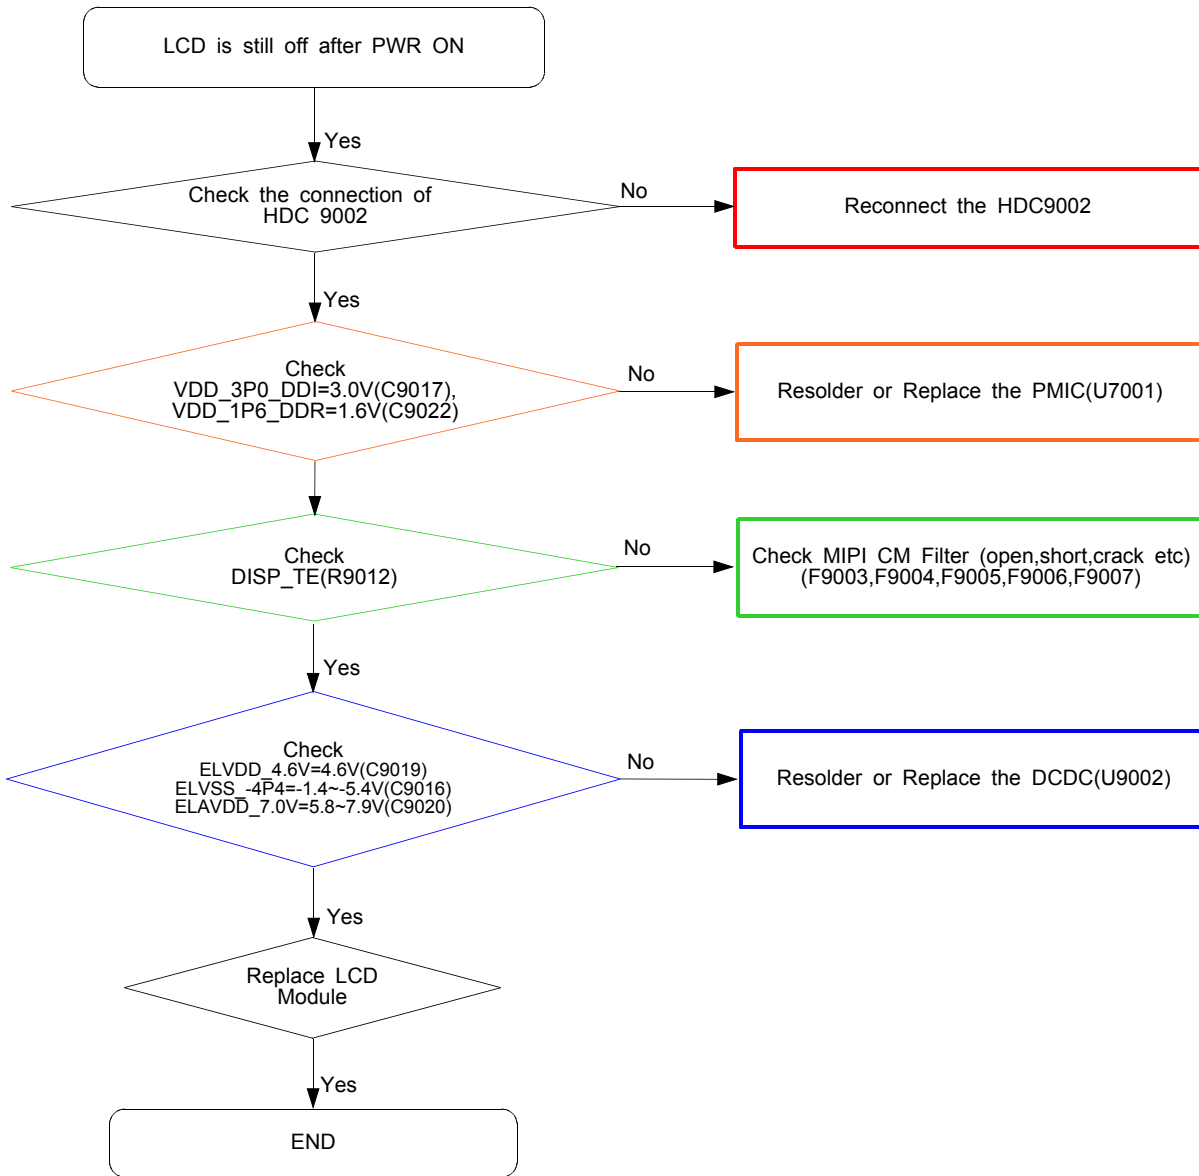 LCD is still off after PWR ON
Yes
Check the connection of
HDC 9002
No
Reconnect the HDC9002
Yes
Check
VDD_3P0_DDI=3.0V(C9017),
VDD_1P6_DDR=1.6V(C9022)
No
Resolder or Replace the PMIC(U7001)
Check
DISP_TE(R9012)
No
Check MIPI CM Filter (open,short,crack etc)
(F9003,F9004,F9005,F9006,F9007)
Yes
Check
ELVDD_4.6V=4.6V(C9019)
ELVSS_-4P4=-1.4~-5.4V(C9016)
ELAVDD_7.0V=5.8~7.9V(C9020)
No
Resolder or Replace the DCDC(U9002)
Yes
Replace LCD
Module
Yes
END